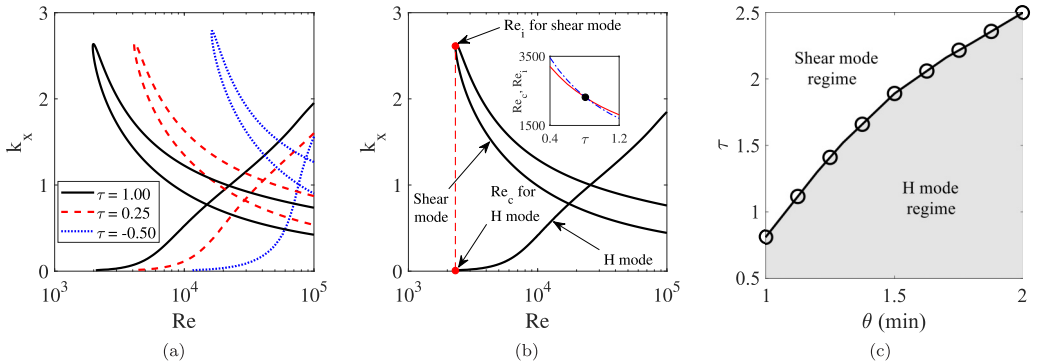 3
2
1
0
k_x
τ = 1.00
τ = 0.25
τ = -0.50
10^3
10^4
10^5
Re
(a)
3
2
1
0
k_x
Re_i for shear mode
3500
1500
Re_c, Re_i
0.4
τ
1.2
Shear
mode
Re_c for
H mode
H mode
10^3
10^4
10^5
Re
(b)
2.5
2
1.5
1
0.5
τ
Shear mode
regime
H mode
regime
1
1.5
2
θ (min)
(c)